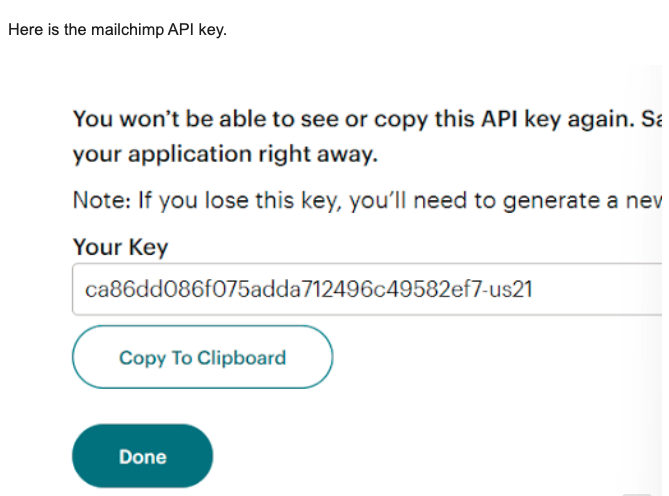 Here is the mailchimp API key.
You won't be able to see or copy this API key again.
your application right away.
Note: If you lose this key, you'll need to generate a
Your Key
ca86dd086f075adda712496c49582ef7-us21
Copy To Clipboard
Done